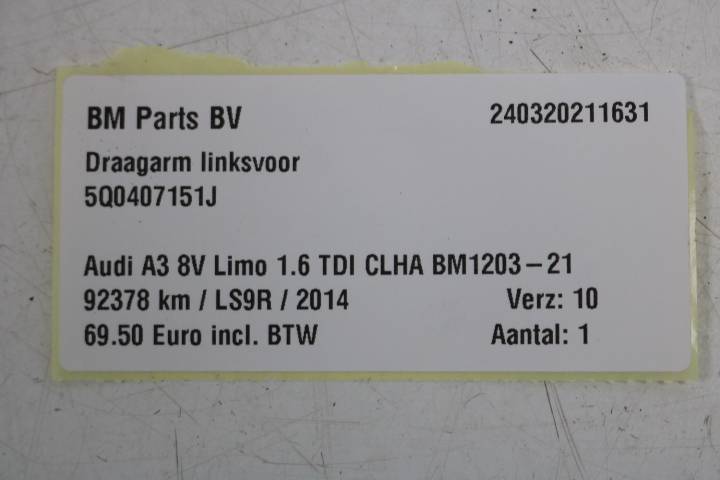 BM Parts BV 240320211631
Draagarm linksvoor
5Q0407151J
Audi A3 8V Limo 1.6 TDI CLHA BM1203-21
92378 km / LS9R / 2014 Verz: 10
69.50 Euro incl. BTW Aantal: 1